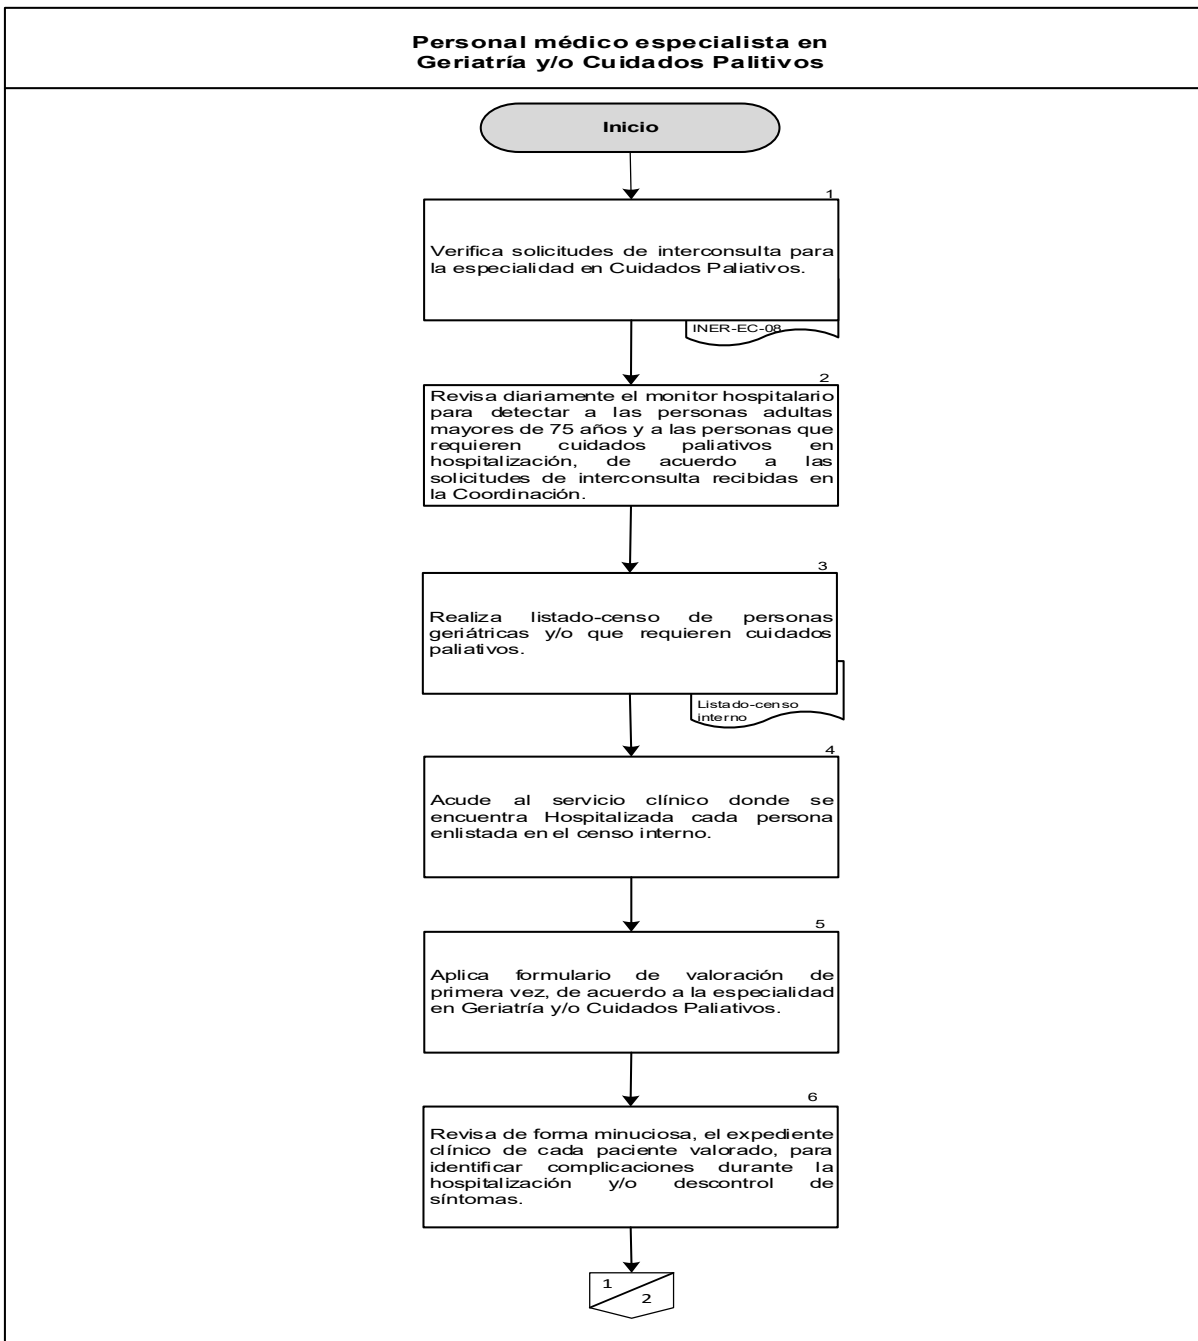 Personal médico especialista en
Geriatría y/o Cuidados Palitivos
Inicio
1
Verifica solicitudes de interconsulta para
la especialidad en Cuidados Paliativos.
INER-EC-08
2
Revisa diariamente el monitor hospitalario
para detectar a las personas adultas
mayores de 75 años y a las personas que
requieren cuidados paliativos en
hospitalización, de acuerdo a las
solicitudes de interconsulta recibidas en
la Coordinación.
3
Realiza listado-censo de personas
geriátricas y/o que requieren cuidados
paliativos.
Listado-censo
interno
4
Acude al servicio clínico donde se
encuentra Hospitalizada cada persona
enlistada en el censo interno.
5
Aplica formulario de valoración de
primera vez, de acuerdo a la especialidad
en Geriatría y/o Cuidados Paliativos.
6
Revisa de forma minuciosa, el expediente
clínico de cada paciente valorado, para
identificar complicaciones durante la
hospitalización y/o descontrol de
síntomas.
1
2